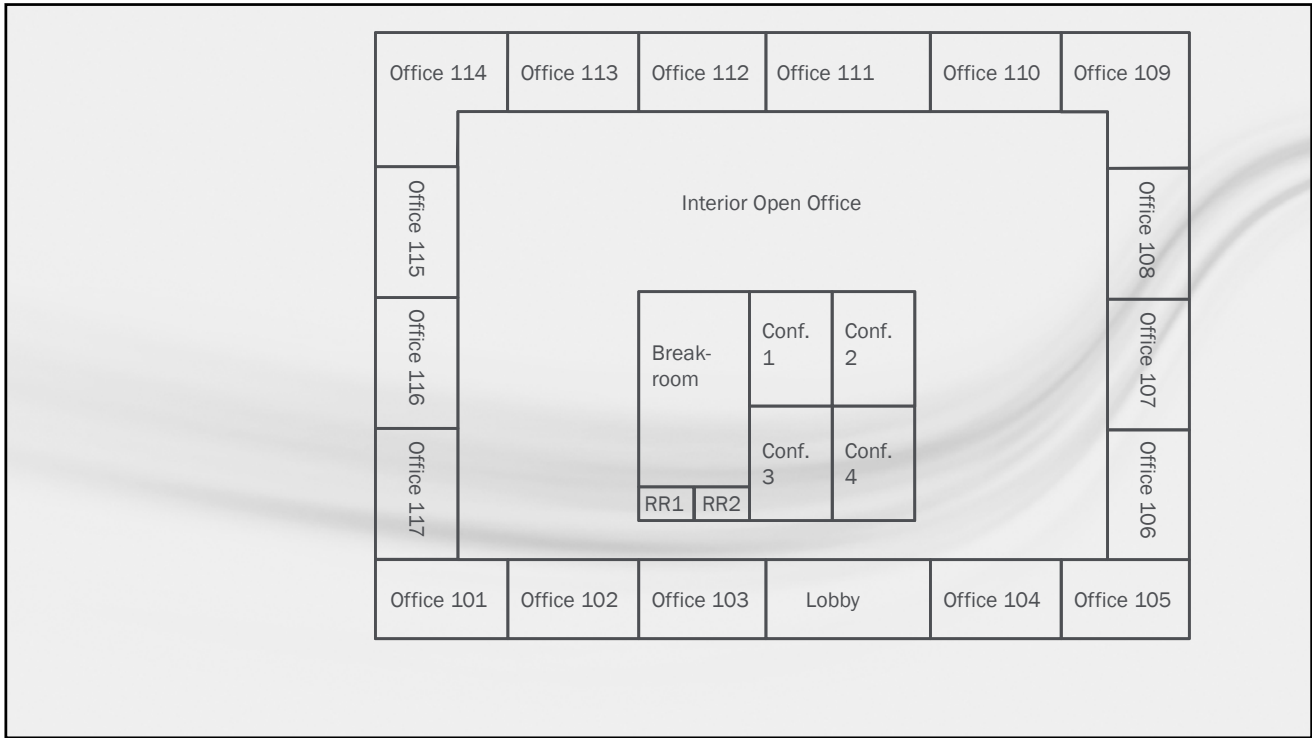 Office 114
Office 113
Office 112
Office 111
Office 110
Office 109
Office 115
Office 108
Interior Open Office
Office 116
Office 107
Break-
room
Conf.
1
Conf.
2
Office 117
Conf.
3
Conf.
4
Office 106
RR1
RR2
Office 101
Office 102
Office 103
Lobby
Office 104
Office 105